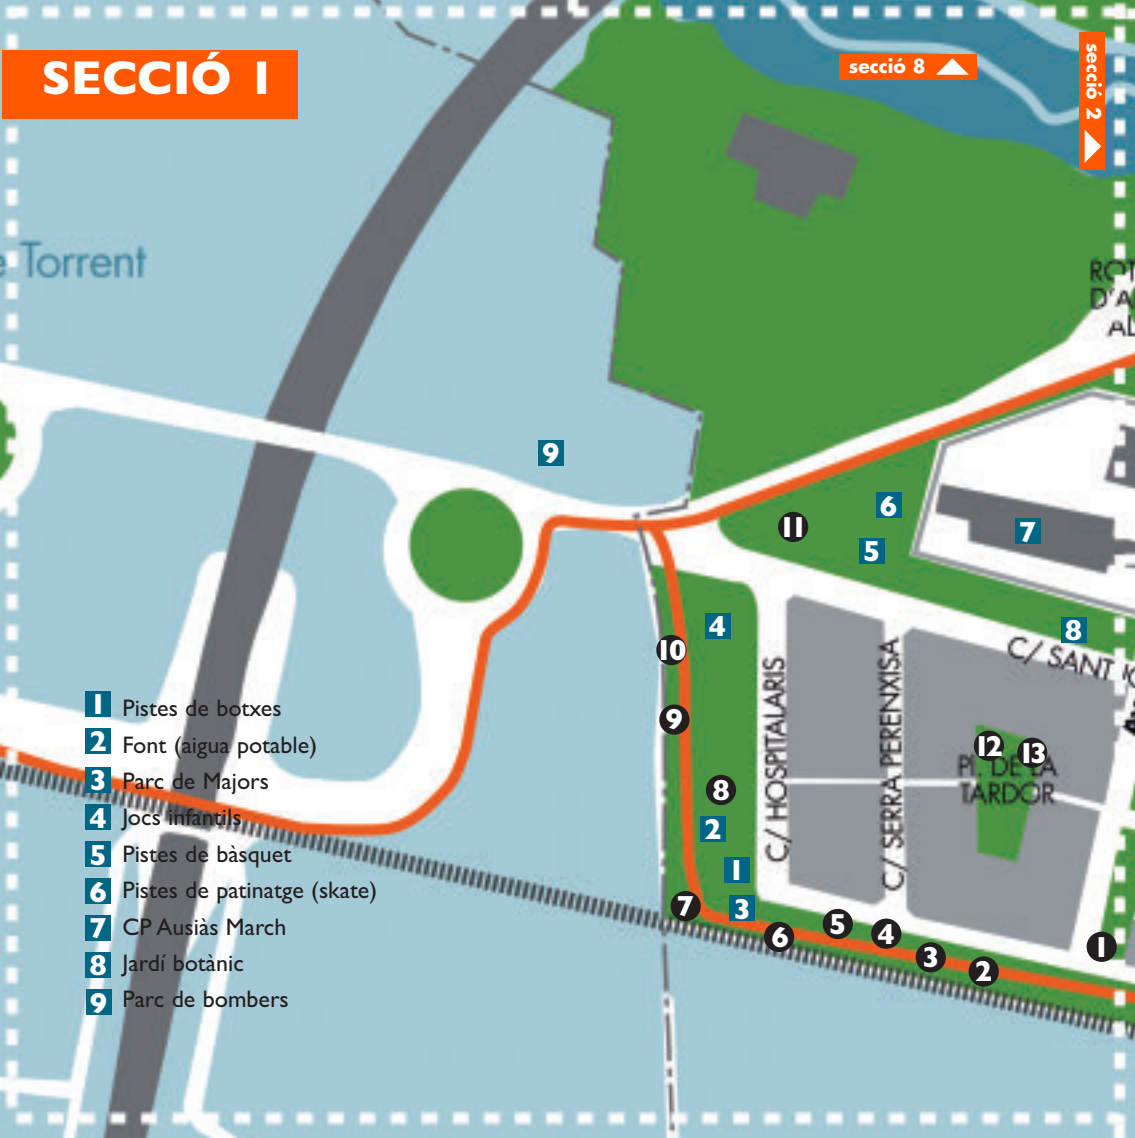 SECCIÓ 1
secció 8
secció 2
Torrent
ROT
D'A
AL
9
6
11
7
5
4
8
C/ SANT
10
9
C/ HOSPITALARIS
C/ SERRA PERENXISA
12
13
PL. DE LA
TARDOR
8
2
1
7
3
6
5
4
3
2
1
1 Pistes de botxes
2 Font (aigua potable)
3 Parc de Majors
4 Jocs infantils
5 Pistes de bàsquet
6 Pistes de patinatge (skate)
7 CP Ausiàs March
8 Jardí botànic
9 Parc de bombers